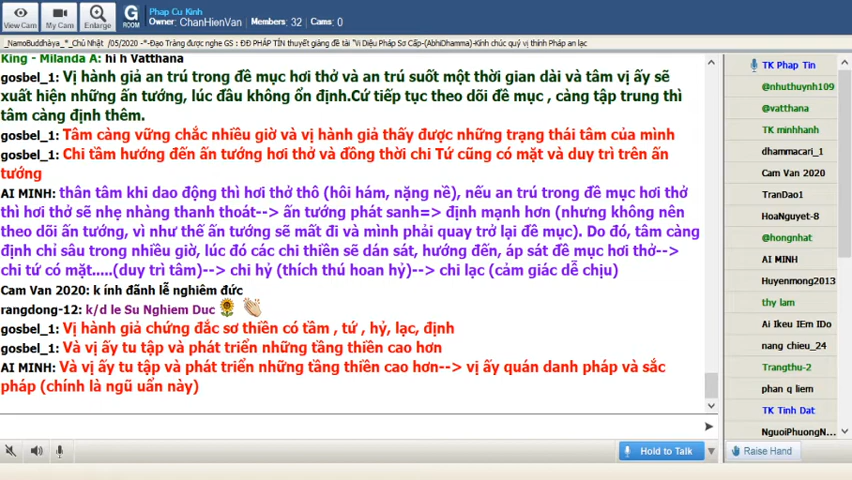 View Cam
My Cam
Enlarge
G
ROOM
Phap Cu Kinh
Owner: ChanHienVan Members: 32 Cams: 0
_NamoBuddhàya_*_Chủ Nhật /05/2020 -*-Đạo Tràng được nghe GS : ĐĐ PHÁP TÍN thuyết giảng đề tài "Vi Diệu Pháp Sơ Cấp-(AbhiDhamma)-Kính chúc quý vị thính Pháp an lạc
King - Milanda A: hi h Vatthana
gosbel_1: Vị hành giả an trú trong đề mục hơi thở và an trú suốt một thời gian dài và tâm vị ấy sẽ
xuất hiện những ấn tướng, lúc đầu không ổn định.Cứ tiếp tục theo dõi đề mục , càng tập trung thì
tâm càng định thêm.
gosbel_1: Tâm càng vững chắc nhiều giờ và vị hành giả thấy được những trạng thái tâm của mình
gosbel_1: Chi tầm hướng đến ấn tướng hơi thở và đồng thời chi Tứ cũng có mặt và duy trì trên ấn
tướng
AI MINH: thân tâm khi dao động thì hơi thở thô (hôi hám, nặng nề), nếu an trú trong đề mục hơi thở
thì hơi thở sẽ nhẹ nhàng thanh thoát--> ấn tướng phát sanh=> định mạnh hơn (nhưng không nên
theo dõi ấn tướng, vì như thế ấn tướng sẽ mất đi và mình phải quay trở lại đề mục). Do đó, tâm càng
định chỉ sâu trong nhiều giờ, lúc đó các chi thiền sẽ dán sát, hướng đến, áp sát đề mục hơi thở-->
chi tứ có mặt.....(duy trì tâm)--> chi hỷ (thích thú hoan hỷ)--> chi lạc (cảm giác dễ chịu)
Cam Van 2020: k ính đãnh lễ nghiêm đức
rangdong-12: k/d le Su Nghiem Duc
gosbel_1: Vị hành giả chứng đắc sơ thiền có tầm , tứ , hỷ, lạc, định
gosbel_1: Và vị ấy tu tập và phát triển những tầng thiền cao hơn
AI MINH: Và vị ấy tu tập và phát triển những tầng thiền cao hơn--> vị ấy quán danh pháp và sắc
pháp (chính là ngũ uẩn này)
Hold to Talk
TK Phap Tin
@nhuthuynh109
@vatthana
TK minhhanh
dhammacari_1
Cam Van 2020
TranDao1
HoaNguyet-8
@hongnhat
AI MINH
Huyenmong2013
thy lam
Ai Ikeu IEm IDo
nang chieu_24
Trangthu-2
phan q liem
TK Tinh Dat
NguoiPhuongN...
Raise Hand